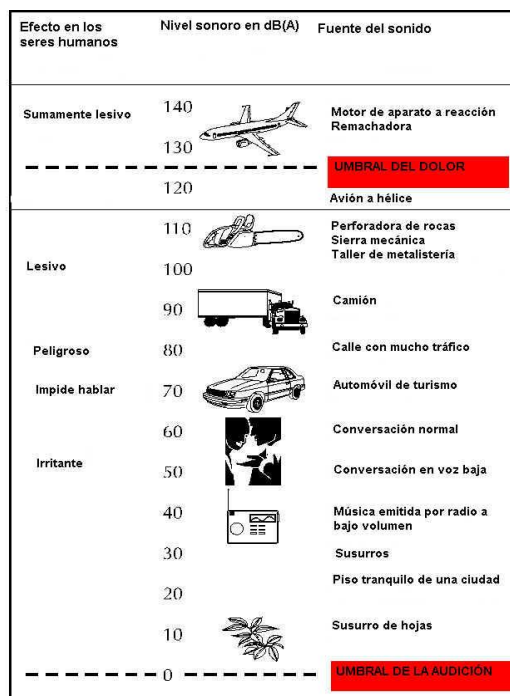 Efecto en los
seres humanos
Nivel sonoro en dB(A)
Fuente del sonido
Sumamente lesivo
140
Motor de aparato a reacción
Remachadora
130
UMBRAL DEL DOLOR
120
Avión a hélice
110
Perforadora de rocas
Sierra mecánica
Taller de metalistería
Lesivo
100
90
Camión
Peligroso
80
Calle con mucho tráfico
Impide hablar
70
Automóvil de turismo
60
Conversación normal
Irritante
50
Conversación en voz baja
40
Música emitida por radio a
bajo volumen
30
Susurros
20
Piso tranquilo de una ciudad
10
Susurro de hojas
0
UMBRAL DE LA AUDICIÓN